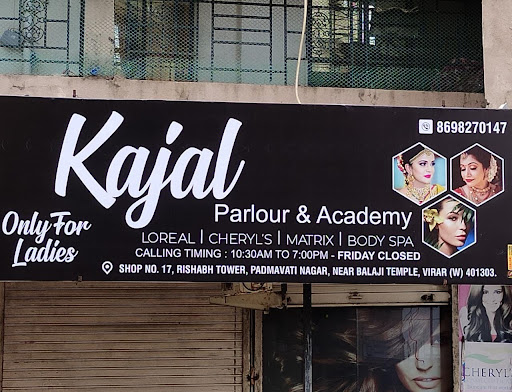 8698270147
Kajal
Parlour & Academy
Only For
Ladies
LOREAL | CHERYL'S | MATRIX | BODY SPA
CALLING TIMING : 10:30AM TO 7:00PM - FRIDAY CLOSED
SHOP NO. 17, RISHABH TOWER, PADMAVATI NAGAR, NEAR BALAJI TEMPLE, VIRAR (W) 401303.
CHERYL'